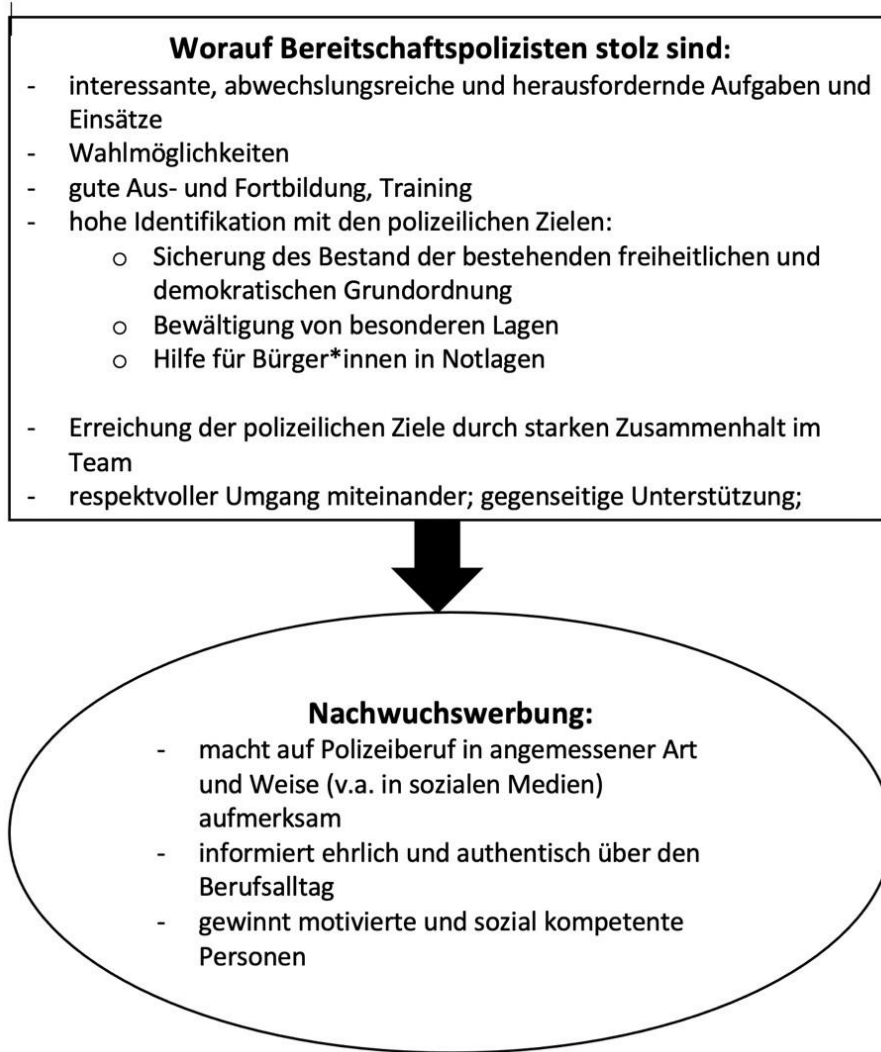 Worauf Bereitschaftspolizisten stolz sind:
- interessante, abwechslungsreiche und herausfordernde Aufgaben und
Einsätze
- Wahlmöglichkeiten
- gute Aus- und Fortbildung, Training
- hohe Identifikation mit den polizeilichen Zielen:
o Sicherung des Bestand der bestehenden freiheitlichen und
demokratischen Grundordnung
o Bewältigung von besonderen Lagen
o Hilfe für Bürger*innen in Notlagen
- Erreichung der polizeilichen Ziele durch starken Zusammenhalt im
Team
- respektvoller Umgang miteinander; gegenseitige Unterstützung;
Nachwuchswerbung:
- macht auf Polizeiberuf in angemessener Art
und Weise (v.a. in sozialen Medien)
aufmerksam
- informiert ehrlich und authentisch über den
Berufsalltag
- gewinnt motivierte und sozial kompetente
Personen